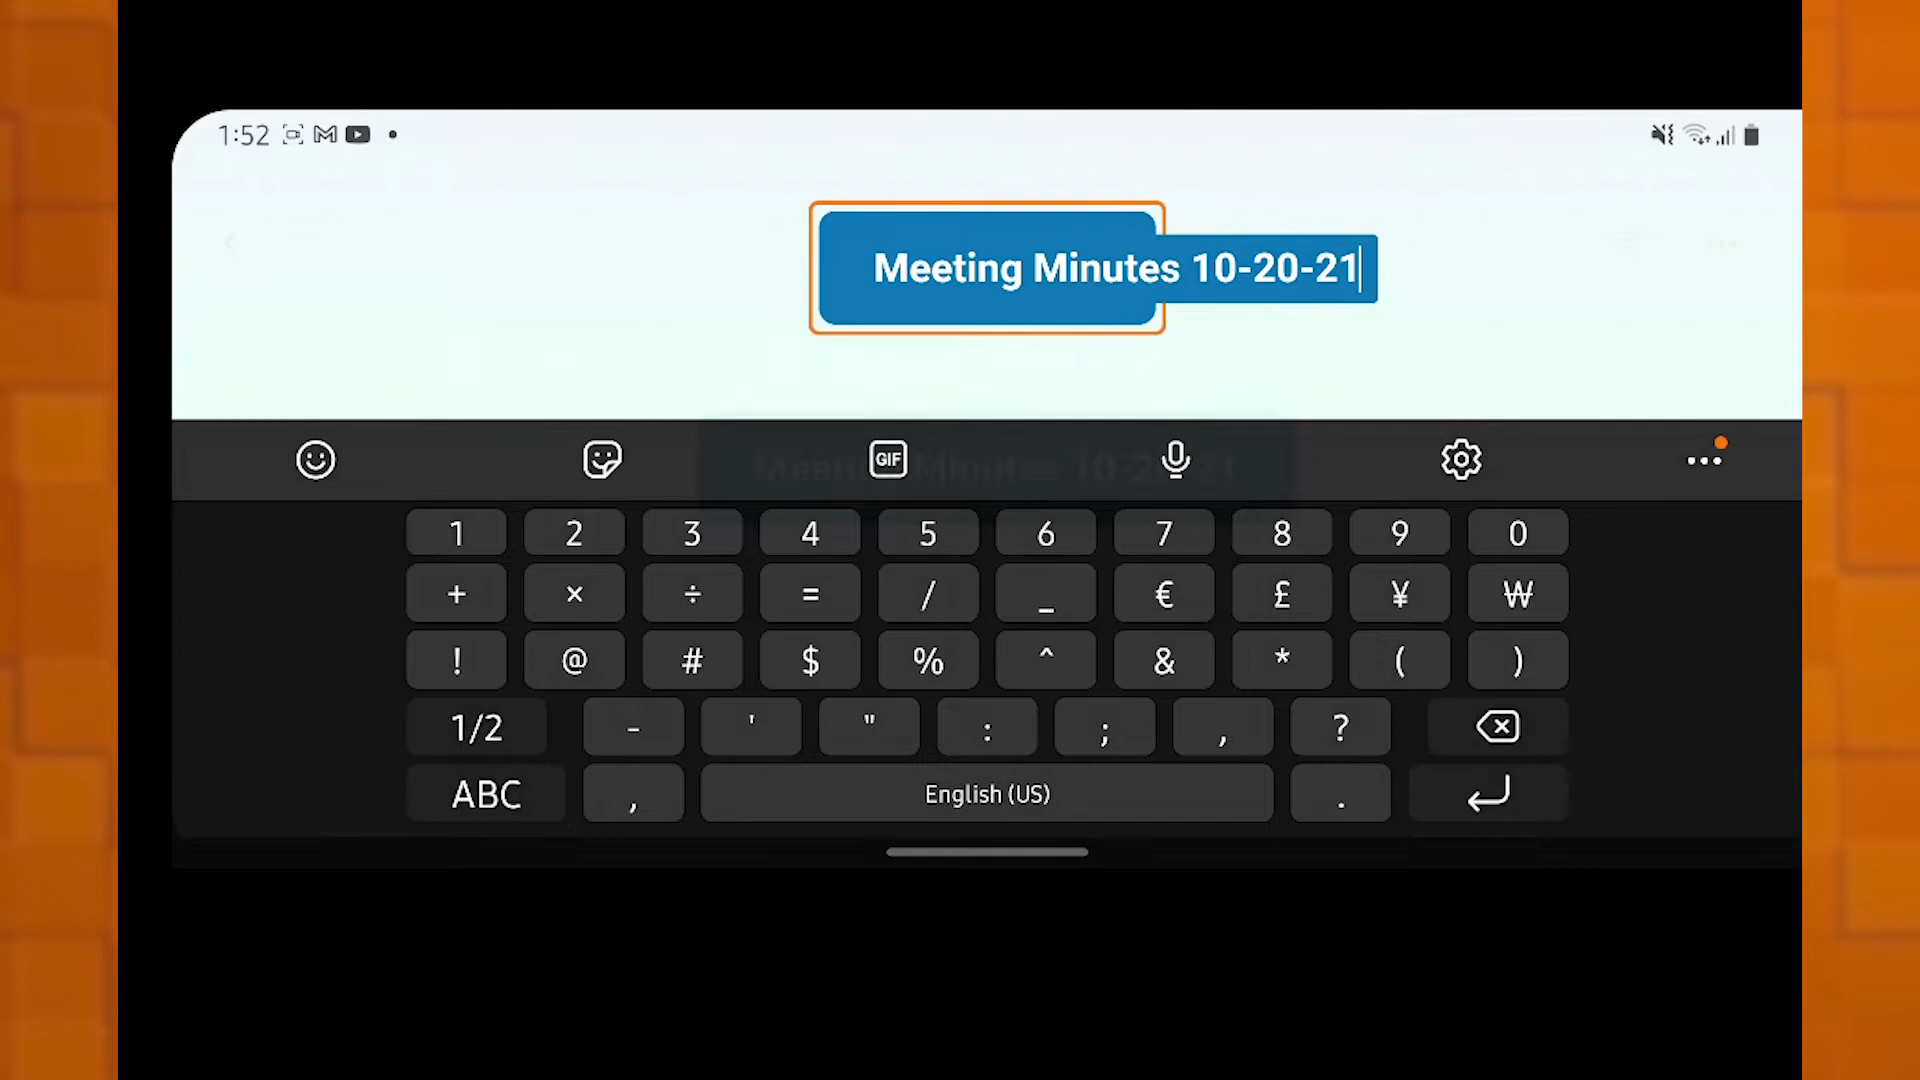 1:52
Meeting Minutes 10-20-21
GIF
1 2 3 4 5 6 7 8 9 0
+ × ÷ = / _ € £ ¥ ₩
! @ # $ % ^ & * ( )
1/2 - ' " : ; , ?
ABC , English (US) .